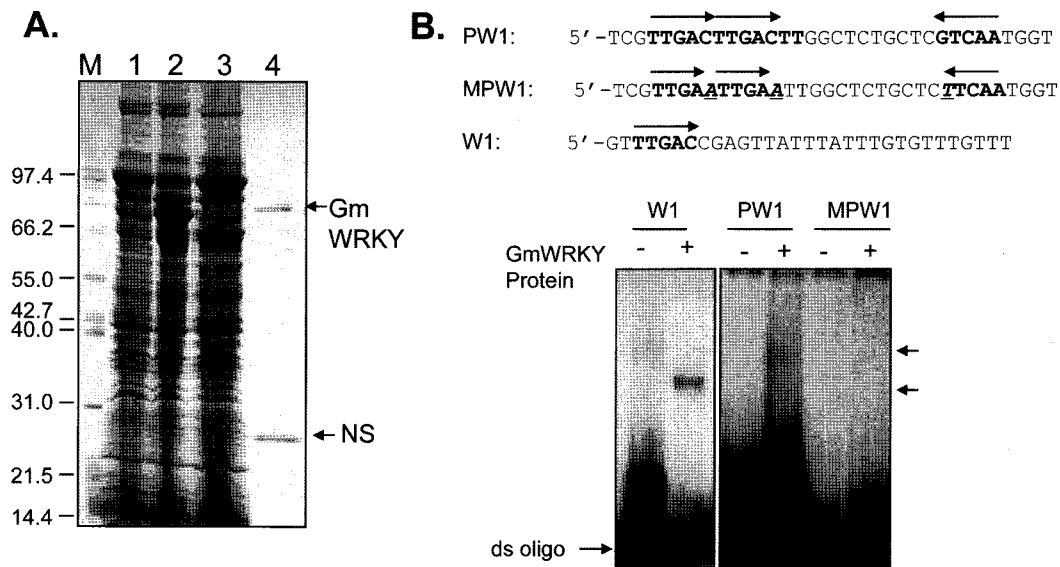 A.
M 1 2 3 4
97.4
66.2
55.0
42.7
40.0
31.0
21.5
14.4
Gm
WRKY
NS
B.
PW1: 5'-TCGTTGACTTGACTTGGCTCTGCTCGTCAATGGT
MPW1: 5'-TCGTTGAATTGAATTGGCTCTGCTCTTCAATGGT
W1: 5'-GTTTGACCGAGTTATTTATTTGTGTTTGTTT
W1 PW1 MPW1
GmWRKY - + - + - +
Protein
ds oligo